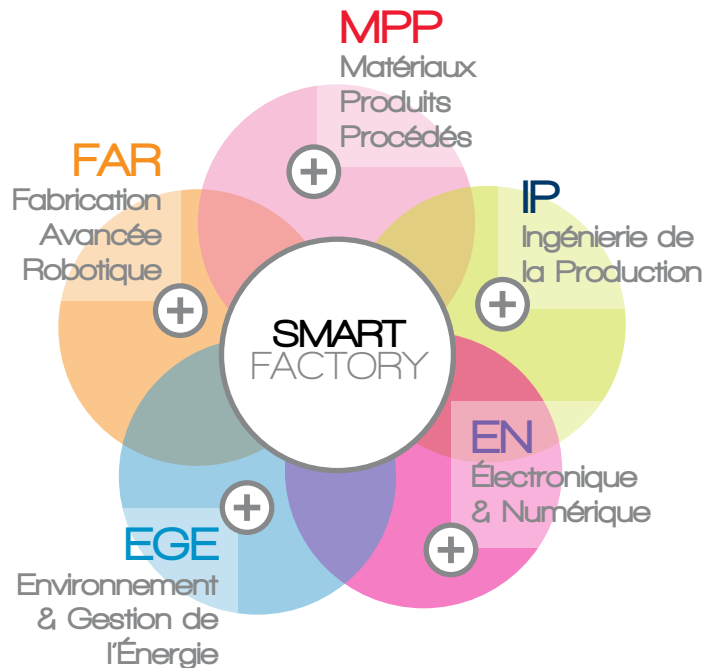 MPP
Matériaux
Produits
Procédés
FAR
Fabrication
Avancée
Robotique
IP
Ingénierie de
la Production
SMART
FACTORY
EN
Électronique
& Numérique
EGE
Environnement
& Gestion de
l'Énergie